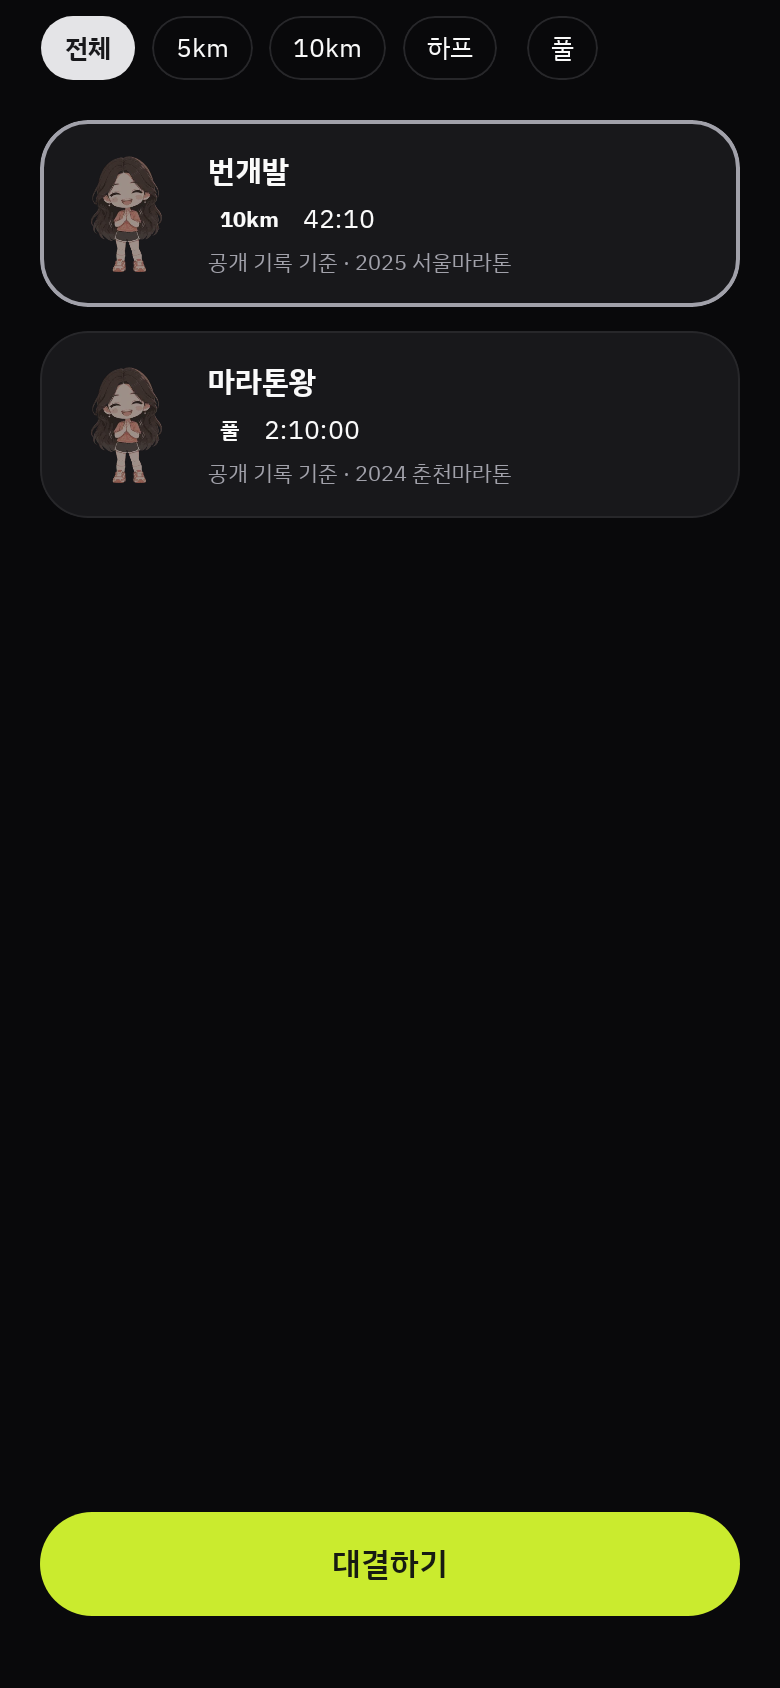 전체 5km 10km 하프 풀
번개발
10km 42:10
공개 기록 기준 · 2025 서울마라톤
마라톤왕
풀 2:10:00
공개 기록 기준 · 2024 춘천마라톤
대결하기